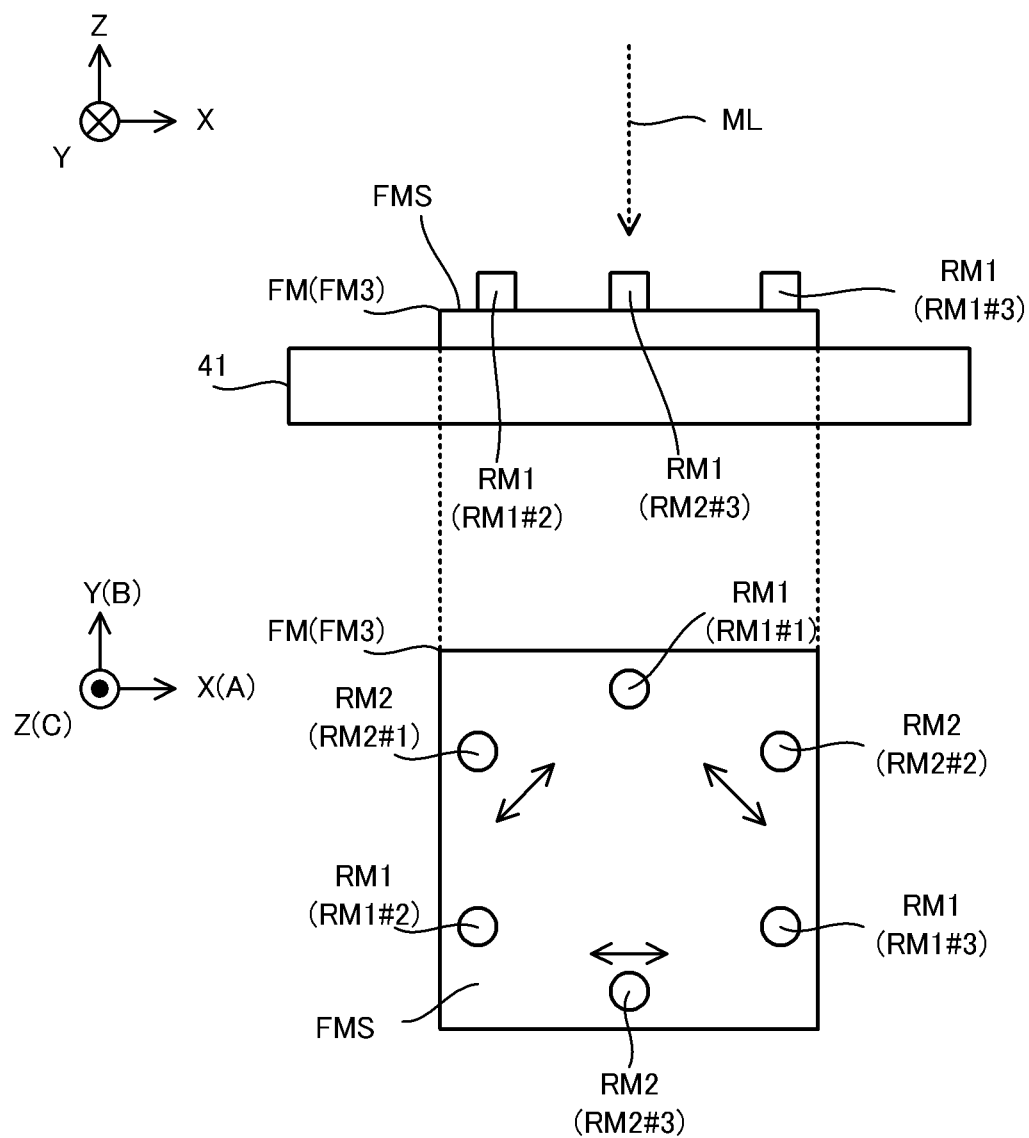 Z
X
Y
ML
FMS
FM(FM3)
RM1
(RM1#3)
41
RM1
(RM1#2)
RM1
(RM2#3)
Y(B)
X(A)
Z(C)
FM(FM3)
RM1
(RM1#1)
RM2
(RM2#1)
RM2
(RM2#2)
RM1
(RM1#2)
RM1
(RM1#3)
FMS
RM2
(RM2#3)